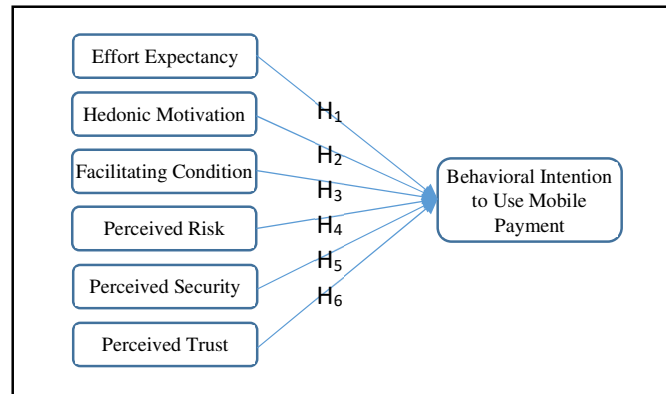 Effort Expectancy
H₁
Hedonic Motivation
H₂
Facilitating Condition
H₃
Perceived Risk
H₄
Perceived Security
H₅
Perceived Trust
H₆
Behavioral Intention
to Use Mobile
Payment